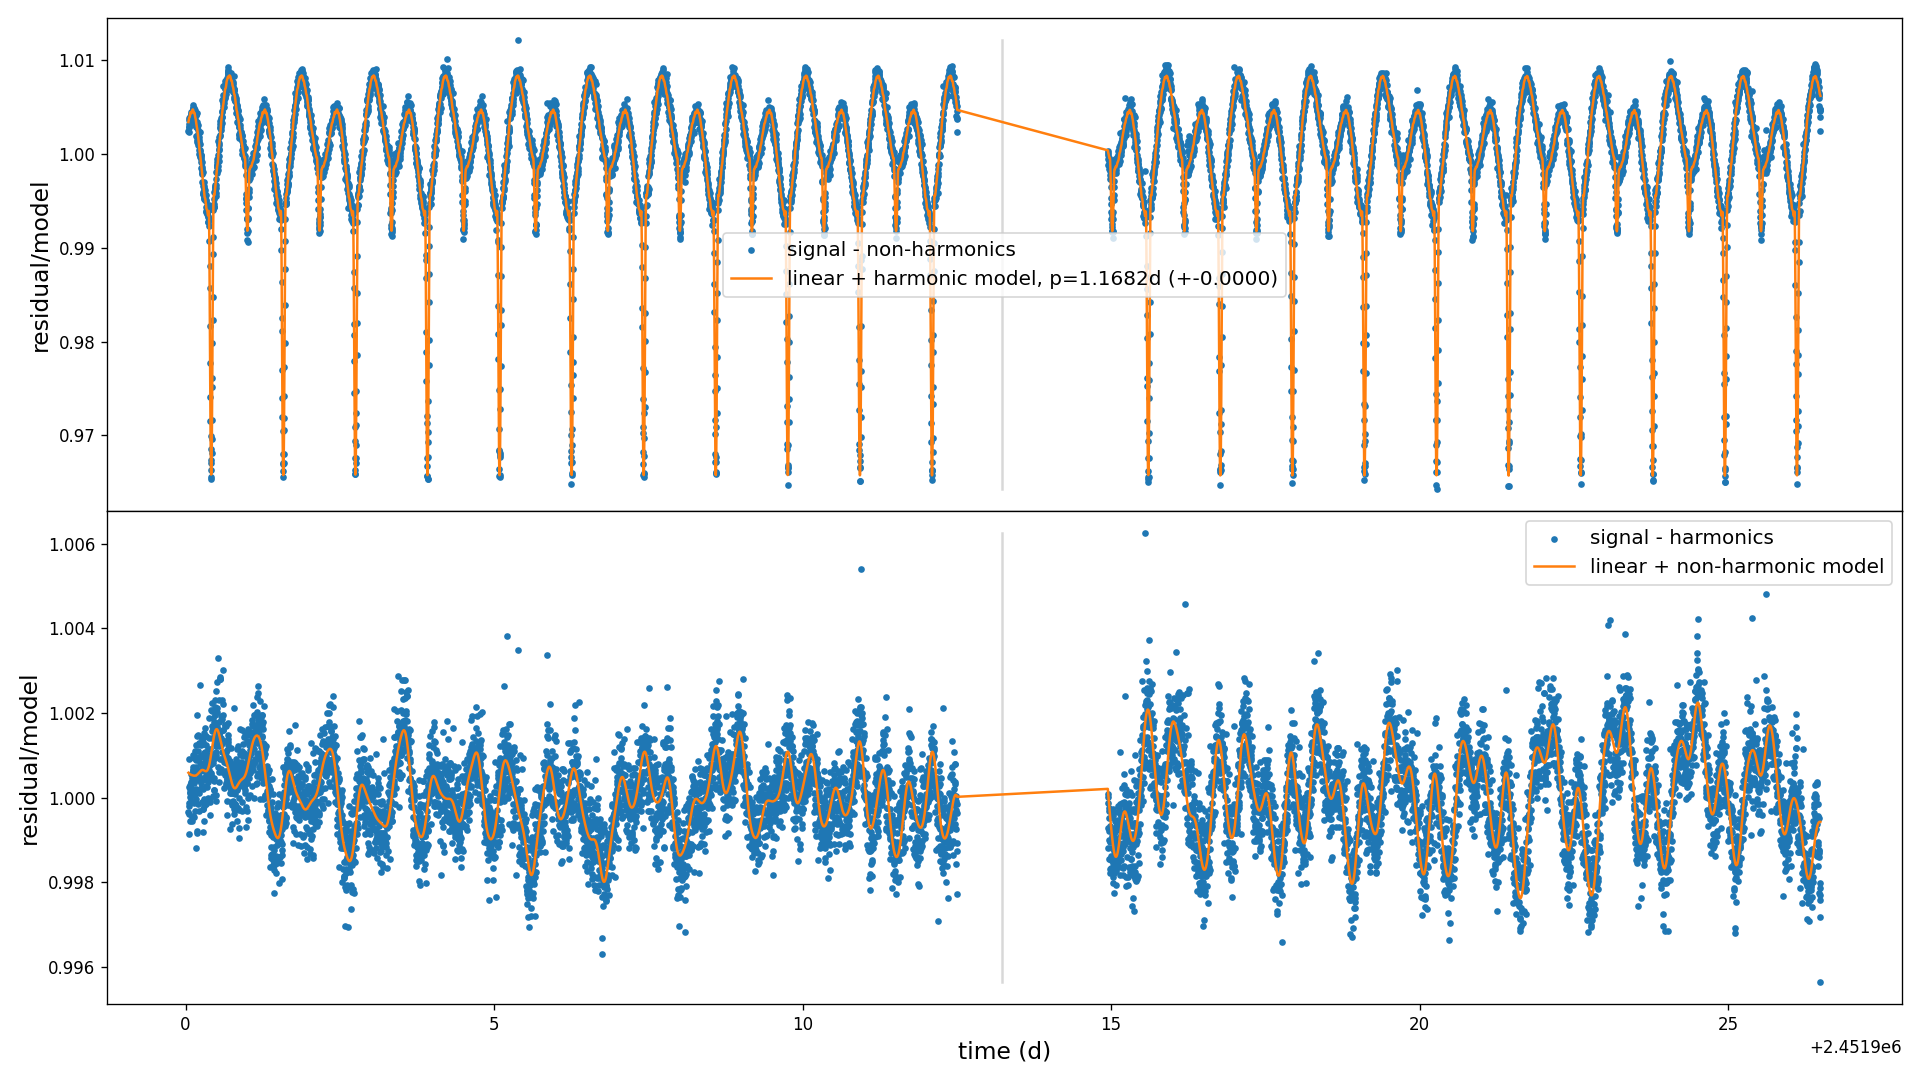 1.01
1.00
0.99
0.98
0.97
residual/model
signal - non-harmonics
linear + harmonic model, p=1.1682d (+-0.0000)
1.006
1.004
1.002
1.000
0.998
0.996
residual/model
signal - harmonics
linear + non-harmonic model
0 5 10 15 20 25
time (d)
+2.4519e6